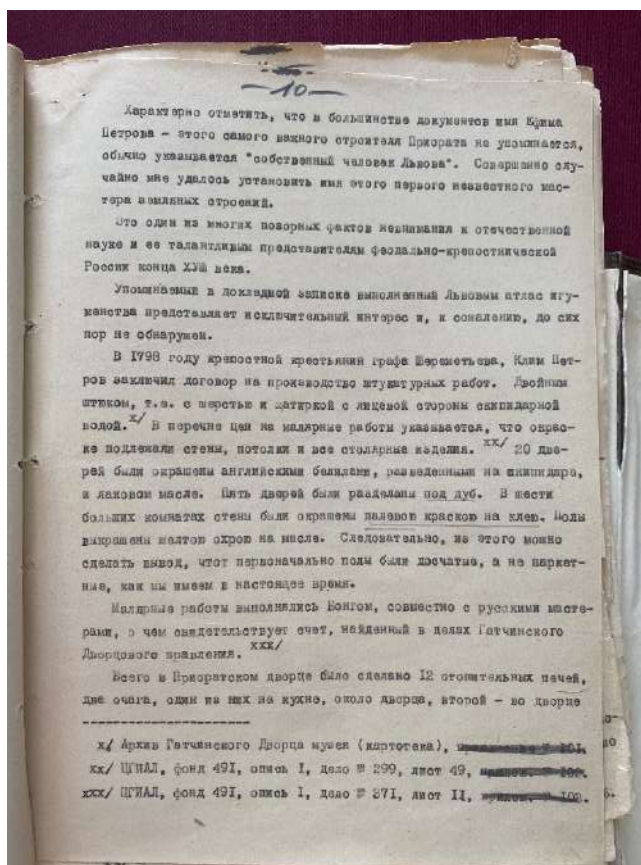 -10-
Характерно отметить, что в большинстве документов имя Ефима
Петрова - этого самого важного строителя Приората не упоминается,
обычно указывается "собственный человек Львова". Совершенно слу-
чайно мне удалось установить имя этого первого неизвестного мас-
тера земляных строений.
Это один из многих позорных фактов невнимания к отечественной
науке и ее талантливым представителям феодально-крепостнической
России конца ХУШ века.
Упоминаемые в докладной записке выполненный Львовым атлас игу-
менства представляет исключительный интерес и, к сожалению, до сих
пор не обнаружен.
В 1798 году крепостной крестьянин графа Шереметьева, Клим Пет-
ров заключил договор на производство штукатурных работ. Двойным
штюком, т.е. с шерстью и затиркой с лицевой стороны скипидарной
водой.х/ В перечне цен на малярные работы указывается, что окрас-
ке подлежали стены, потолки и все столярные изделия.хх/ 20 две-
рей были окрашены английскими белилами, разведенными на скипидаре,
и лаковом масле. Пять дверей были разделаны под дуб. В шести
больших комнатах стены были окрашены палевою краскою на клею. Полы
выкрашены желтою охрою на масле. Следовательно, из этого можно
сделать вывод, чтот первоначально полы были досчатые, а не паркет-
ные, как мы имеем в настоящее время.
Малярные работы выполнялись Бонгом, совместно с русскими масте-
рами, о чем свидетельствует счет, найденный в делах Гатчинского
Дворцового правления.ххх/
Всего в Приоратском дворце было сделано 12 отопительных печей,
два очага, один из них на кухне, около дворца, второй - во дворце
х/ Архив Гатчинского Дворца музея (картотека),
хх/ ЦГИАЛ, фонд 491, опись I, дело № 299, лист 49,
ххх/ ЦГИАЛ, фонд 491, опись I, дело № 371, лист II,